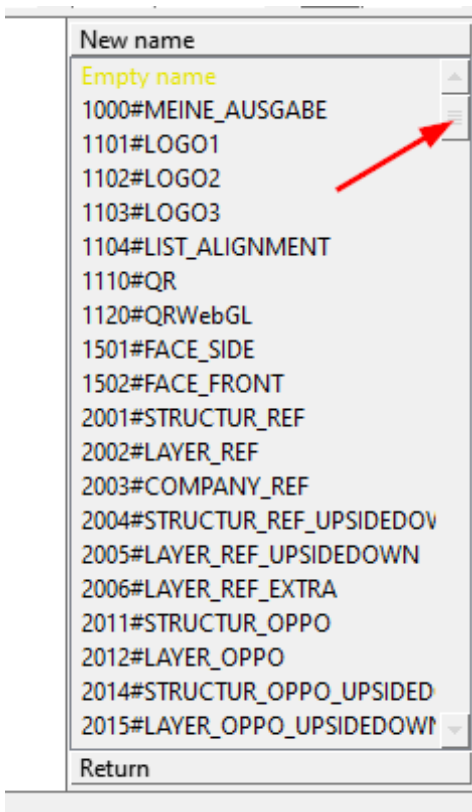 New name
Empty name
1000#MEINE_AUSGABE
1101#LOGO1
1102#LOGO2
1103#LOGO3
1104#LIST_ALIGNMENT
1110#QR
1120#QRWebGL
1501#FACE_SIDE
1502#FACE_FRONT
2001#STRUCTUR_REF
2002#LAYER_REF
2003#COMPANY_REF
2004#STRUCTUR_REF_UPSIDEDOV
2005#LAYER_REF_UPSIDEDOWN
2006#LAYER_REF_EXTRA
2011#STRUCTUR_OPPO
2012#LAYER_OPPO
2014#STRUCTUR_OPPO_UPSIDED
2015#LAYER_OPPO_UPSIDEDOWN
Return